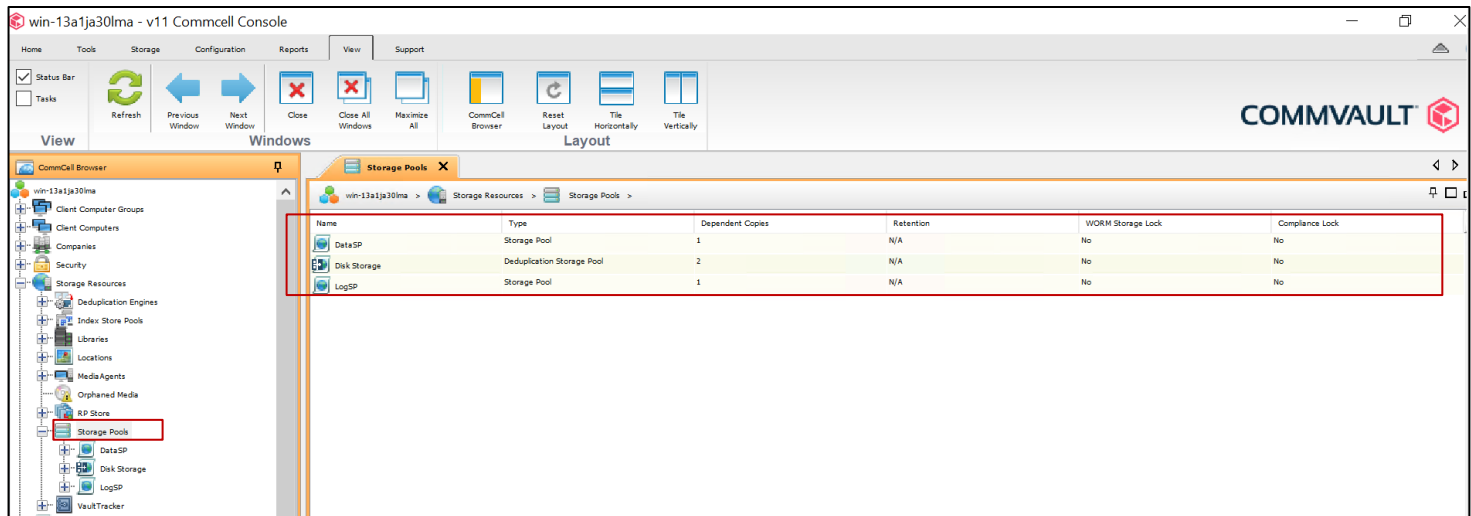 win-13a1ja30lma - v11 Commcell Console
Home Tools Storage Configuration Reports View Support
Status Bar
Tasks
Refresh
Previous Window
Next Window
Close
Close All Windows
Maximize All
CommCell Browser
Reset Layout
Tile Horizontally
Tile Vertically
View Windows Layout
COMMVAULT
CommCell Browser
Storage Pools
win-13a1ja30lma
Client Computer Groups
Client Computers
Companies
Security
Storage Resources
Deduplication Engines
Index Store Pools
Libraries
Locations
MediaAgents
Orphaned Media
RP Store
Storage Pools
DataSP
Disk Storage
LogSP
VaultTracker
win-13a1ja30lma > Storage Resources > Storage Pools >
Name Type Dependent Copies Retention WORM Storage Lock Compliance Lock
DataSP Storage Pool 1 N/A No No
Disk Storage Deduplication Storage Pool 2 N/A No No
LogSP Storage Pool 1 N/A No No